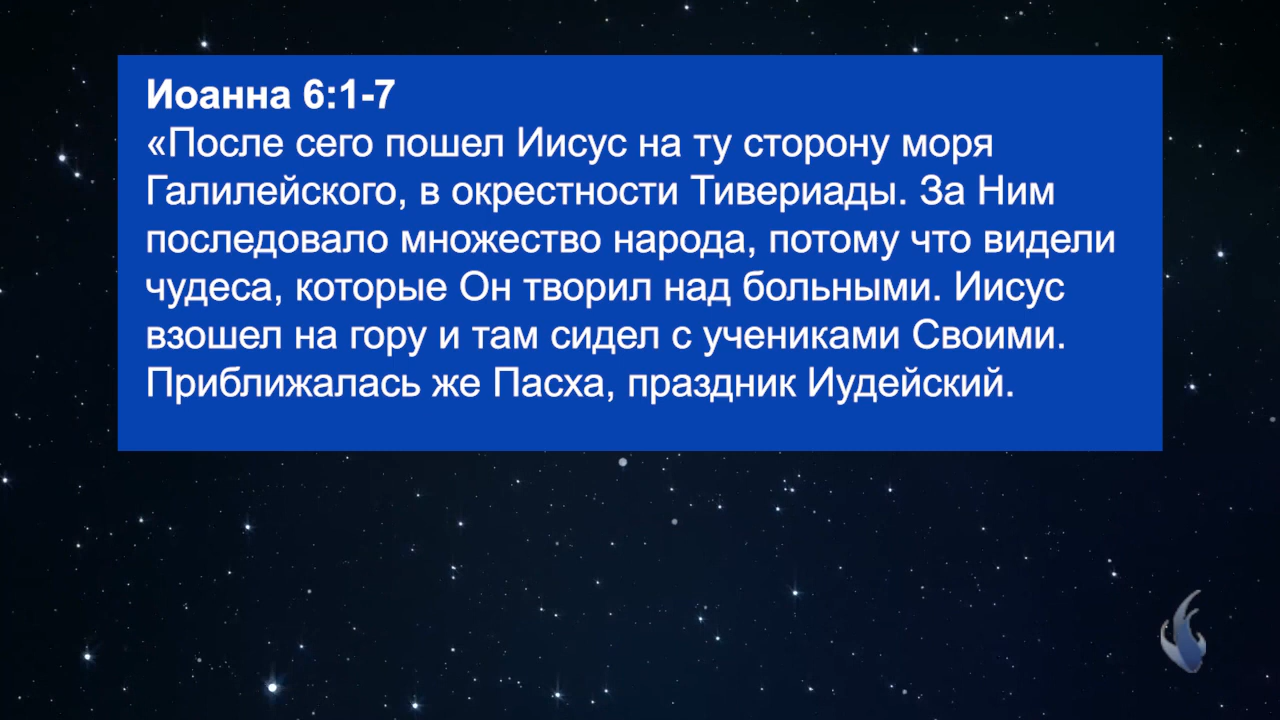 Иоанна 6:1-7
«После сего пошел Иисус на ту сторону моря
Галилейского, в окрестности Тивериады. За Ним
последовало множество народа, потому что видели
чудеса, которые Он творил над больными. Иисус
взошел на гору и там сидел с учениками Своими.
Приближалась же Пасха, праздник Иудейский.